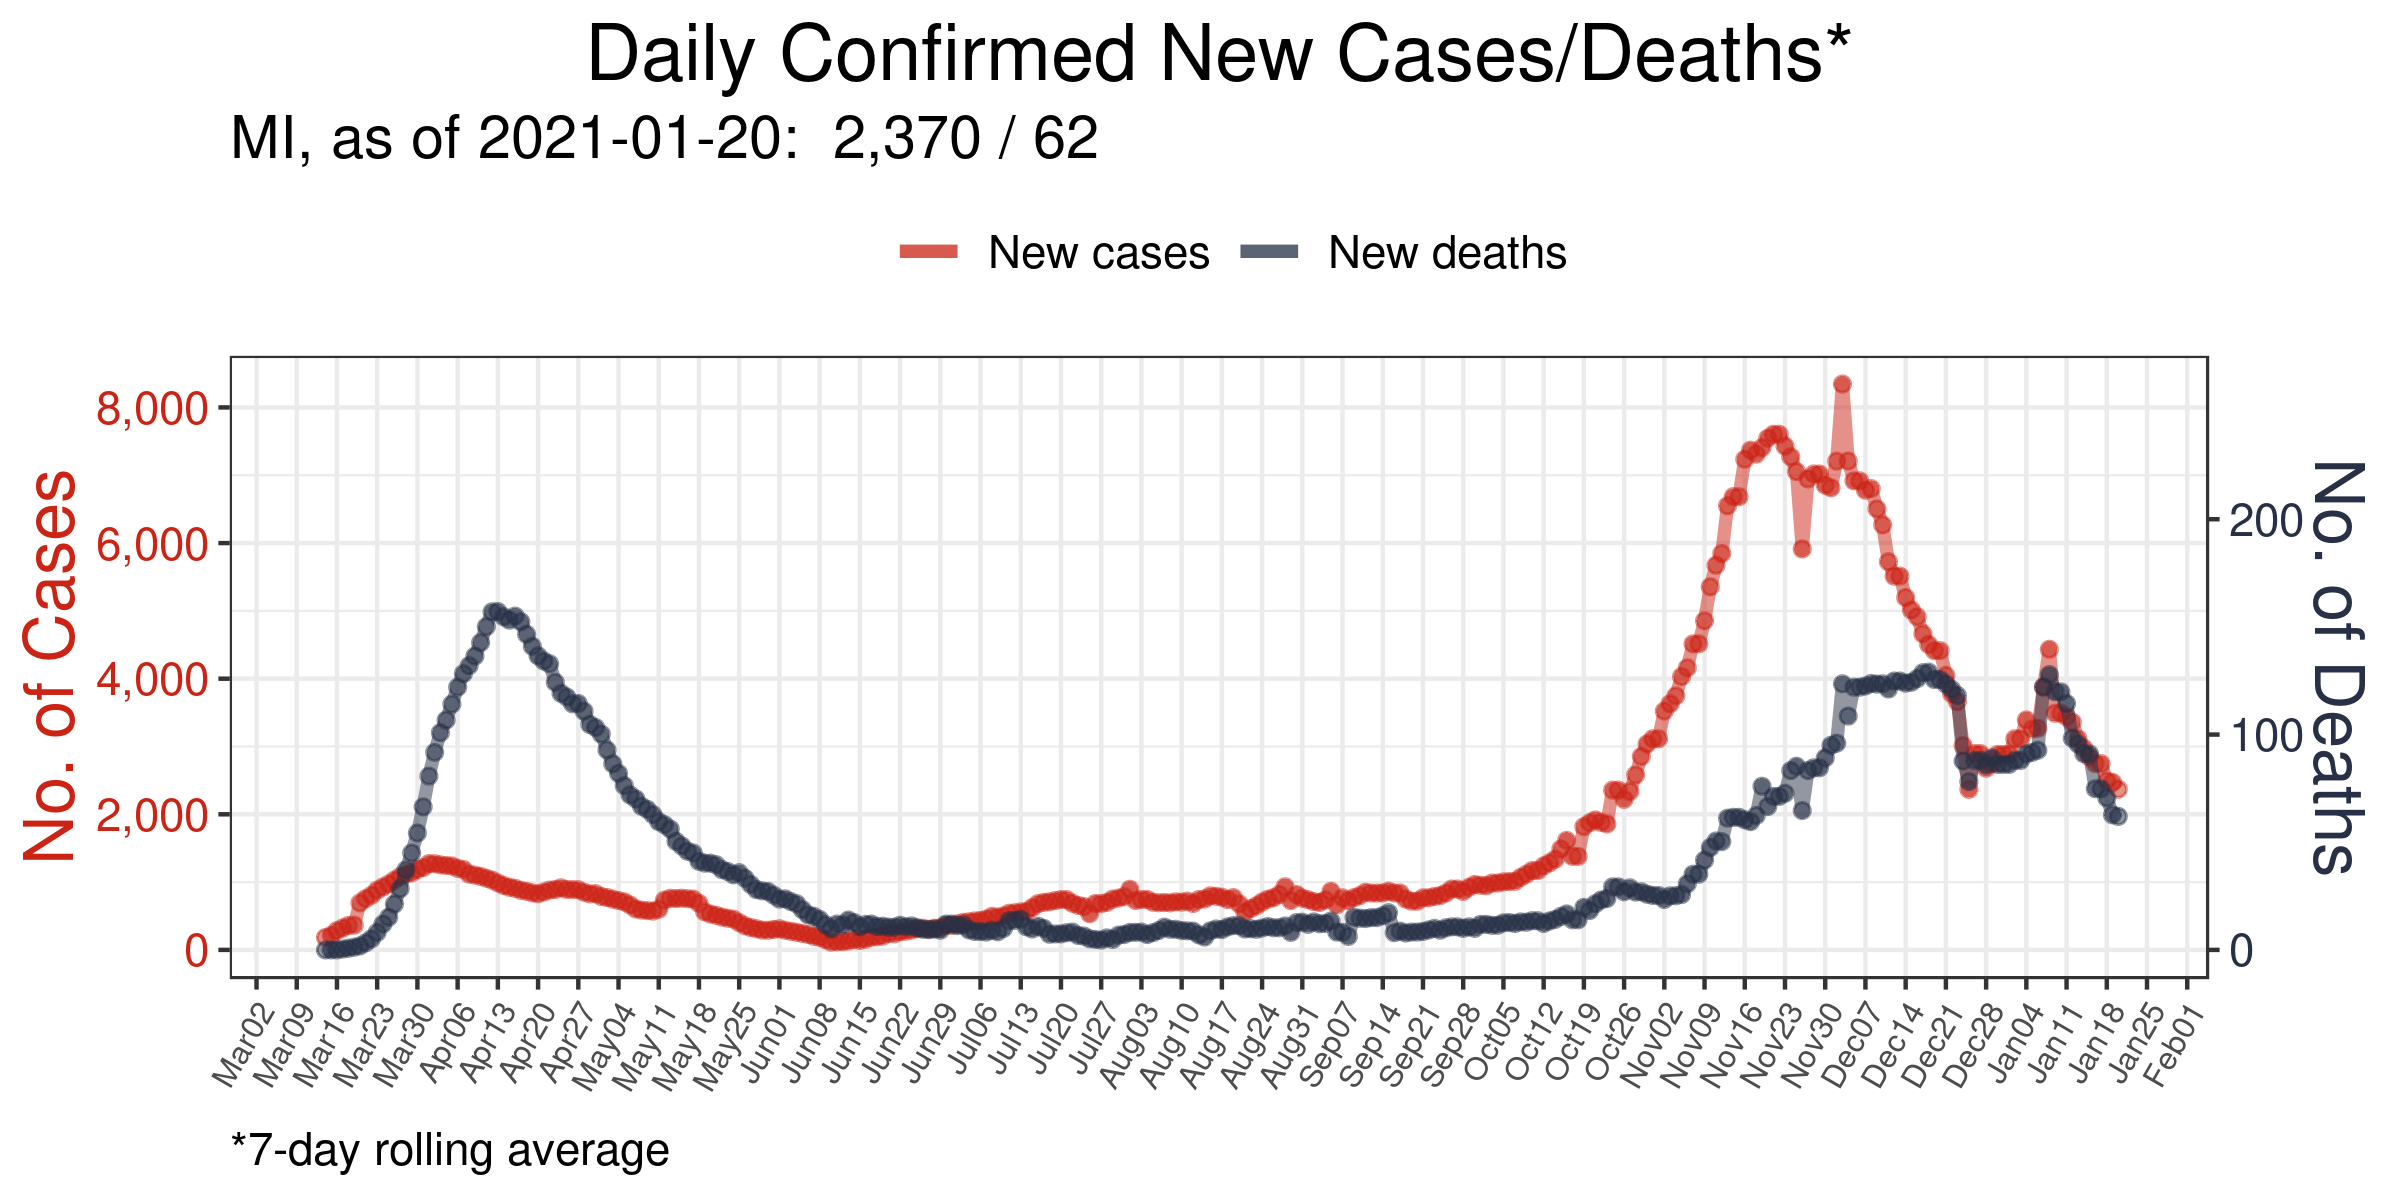 Daily Confirmed New Cases/Deaths*
MI, as of 2021-01-20:  2,370 / 62
New cases
New deaths
No. of Cases
8,000
6,000
4,000
2,000
0
200
100
0
No. of Deaths
Mar02
Mar09
Mar16
Mar23
Mar30
Apr06
Apr13
Apr20
Apr27
May04
May11
May18
May25
Jun01
Jun08
Jun15
Jun22
Jun29
Jul06
Jul13
Jul20
Jul27
Aug03
Aug10
Aug17
Aug24
Aug31
Sep07
Sep14
Sep21
Sep28
Oct05
Oct12
Oct19
Oct26
Nov02
Nov09
Nov16
Nov23
Nov30
Dec07
Dec14
Dec21
Dec28
Jan04
Jan11
Jan18
Jan25
Feb01
*7-day rolling average